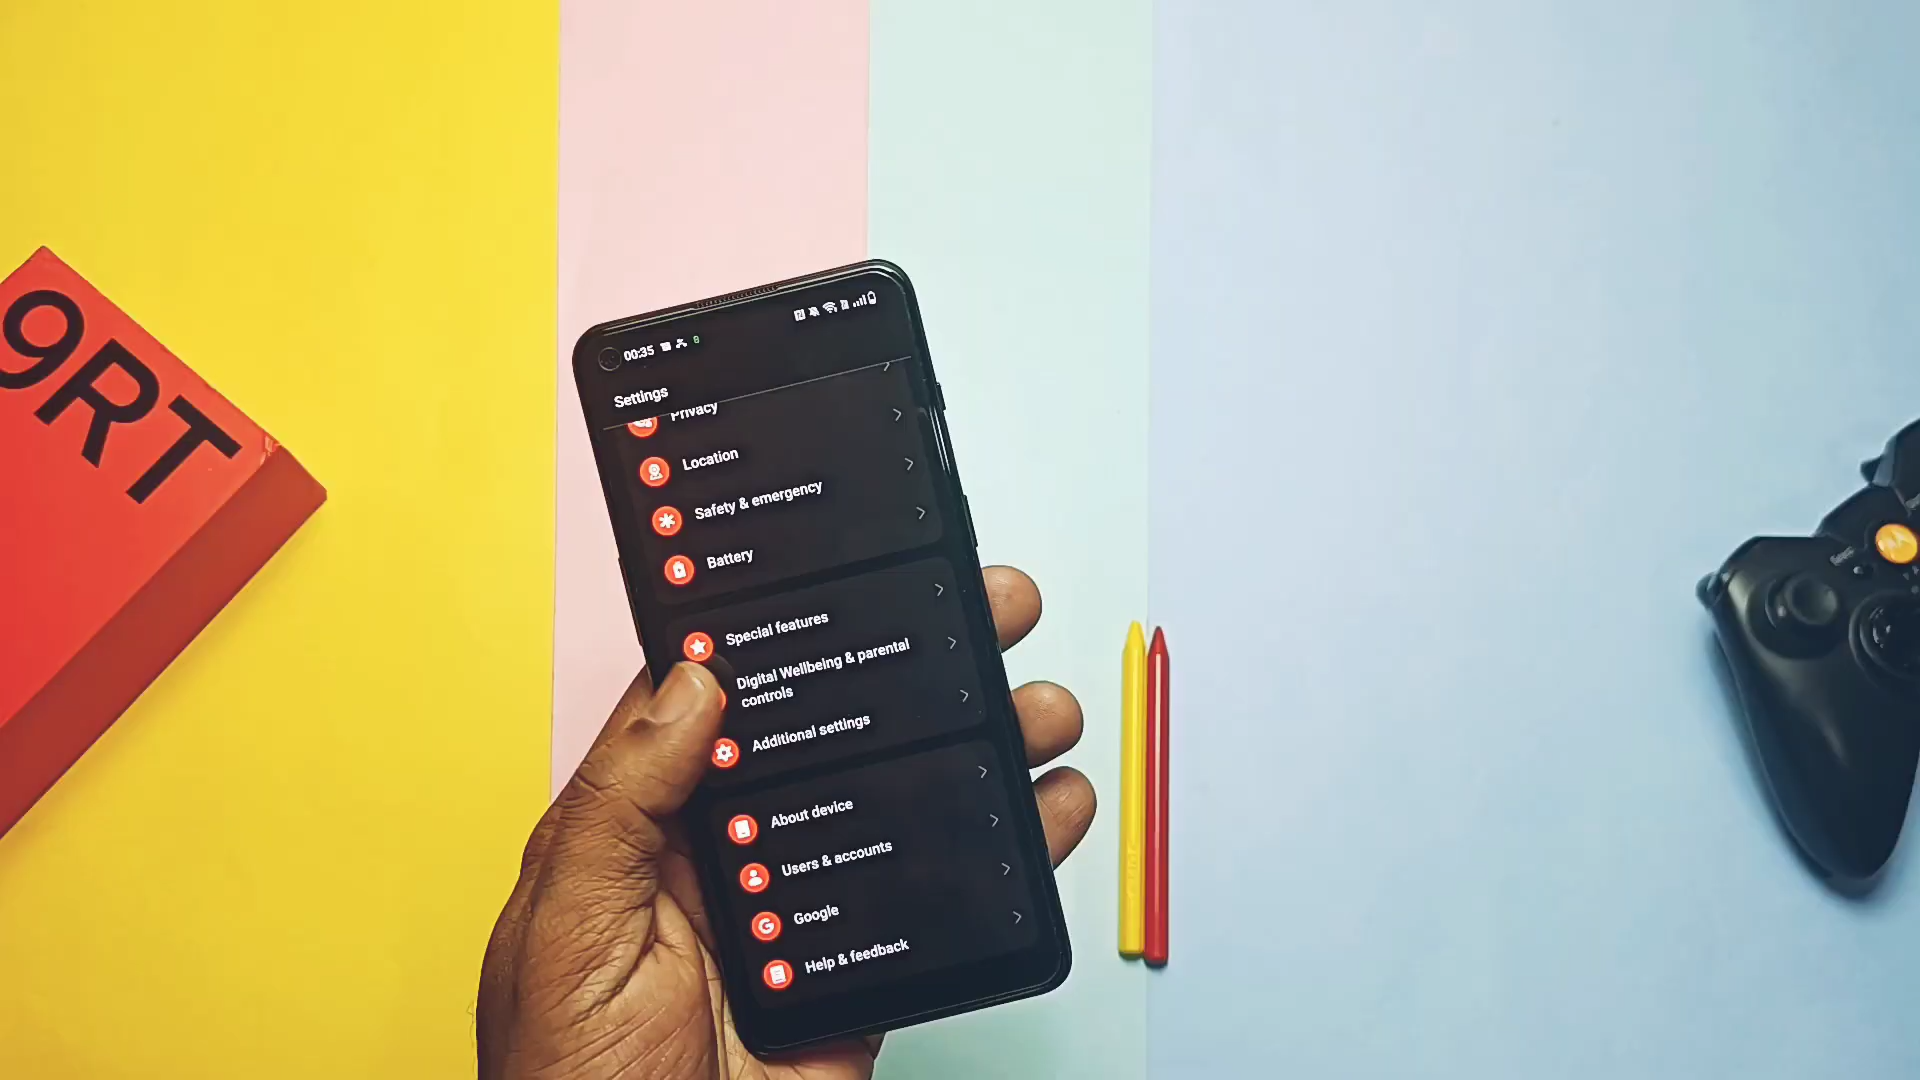 9RT
00:35
Settings
Privacy
Location
Safety & emergency
Battery
Special features
Digital Wellbeing & parental
controls
Additional settings
About device
Users & accounts
Google
Help & feedback